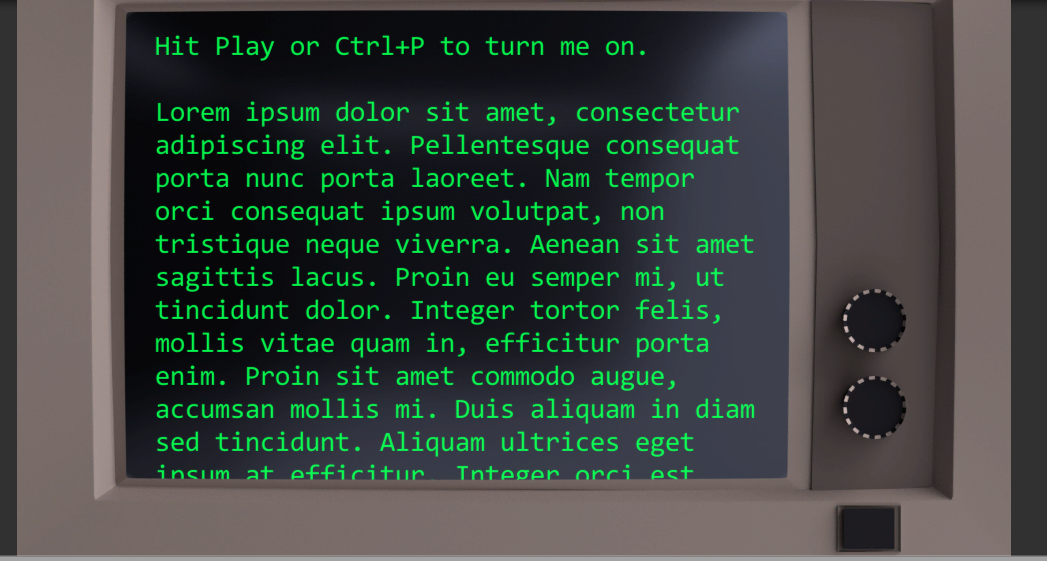 Hit Play or Ctrl+P to turn me on.
Lorem ipsum dolor sit amet, consectetur
adipiscing elit. Pellentesque consequat
porta nunc porta laoreet. Nam tempor
orci consequat ipsum volutpat, non
tristique neque viverra. Aenean sit amet
sagittis lacus. Proin eu semper mi, ut
tincidunt dolor. Integer tortor felis,
mollis vitae quam in, efficitur porta
enim. Proin sit amet commodo augue,
accumsan mollis mi. Duis aliquam in diam
sed tincidunt. Aliquam ultrices eget
ipsum at efficitur. Integer orci est